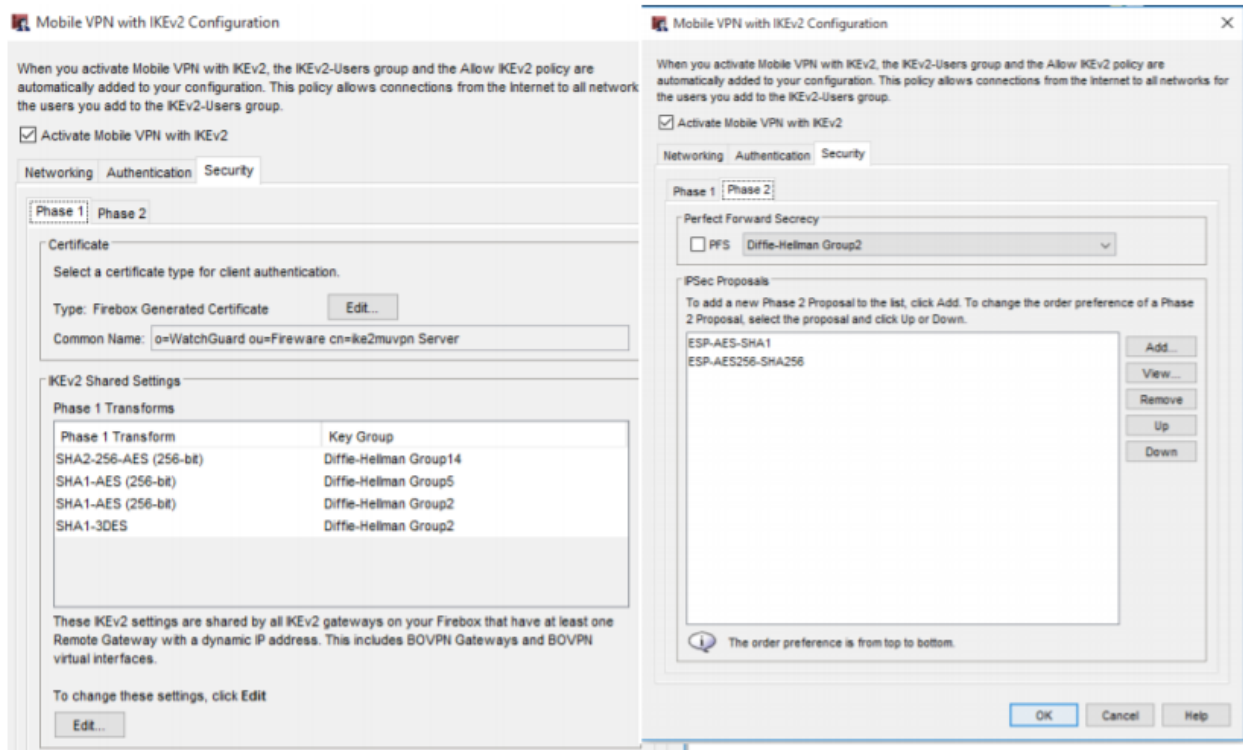 Mobile VPN with IKEv2 Configuration
When you activate Mobile VPN with IKEv2, the IKEv2-Users group and the Allow IKEv2 policy are
automatically added to your configuration. This policy allows connections from the Internet to all network
the users you add to the IKEv2-Users group.
Activate Mobile VPN with IKEv2
Networking Authentication Security
Phase 1 Phase 2
Certificate
Select a certificate type for client authentication.
Type: Firebox Generated Certificate Edit...
Common Name: o=WatchGuard ou=Fireware cn=ike2muvpn Server
IKEv2 Shared Settings
Phase 1 Transforms
Phase 1 Transform Key Group
SHA2-256-AES (256-bit) Diffie-Hellman Group14
SHA1-AES (256-bit) Diffie-Hellman Group5
SHA1-AES (256-bit) Diffie-Hellman Group2
SHA1-3DES Diffie-Hellman Group2
These IKEv2 settings are shared by all IKEv2 gateways on your Firebox that have at least one
Remote Gateway with a dynamic IP address. This includes BOVPN Gateways and BOVPN
virtual interfaces.
To change these settings, click Edit
Edit...
Mobile VPN with IKEv2 Configuration
When you activate Mobile VPN with IKEv2, the IKEv2-Users group and the Allow IKEv2 policy are
automatically added to your configuration. This policy allows connections from the Internet to all networks for
the users you add to the IKEv2-Users group.
Activate Mobile VPN with IKEv2
Networking Authentication Security
Phase 1 Phase 2
Perfect Forward Secrecy
PFS Diffie-Hellman Group2
IPSec Proposals
To add a new Phase 2 Proposal to the list, click Add. To change the order preference of a Phase
2 Proposal, select the proposal and click Up or Down.
ESP-AES-SHA1
ESP-AES256-SHA256
Add...
View...
Remove
Up
Down
The order preference is from top to bottom.
OK Cancel Help